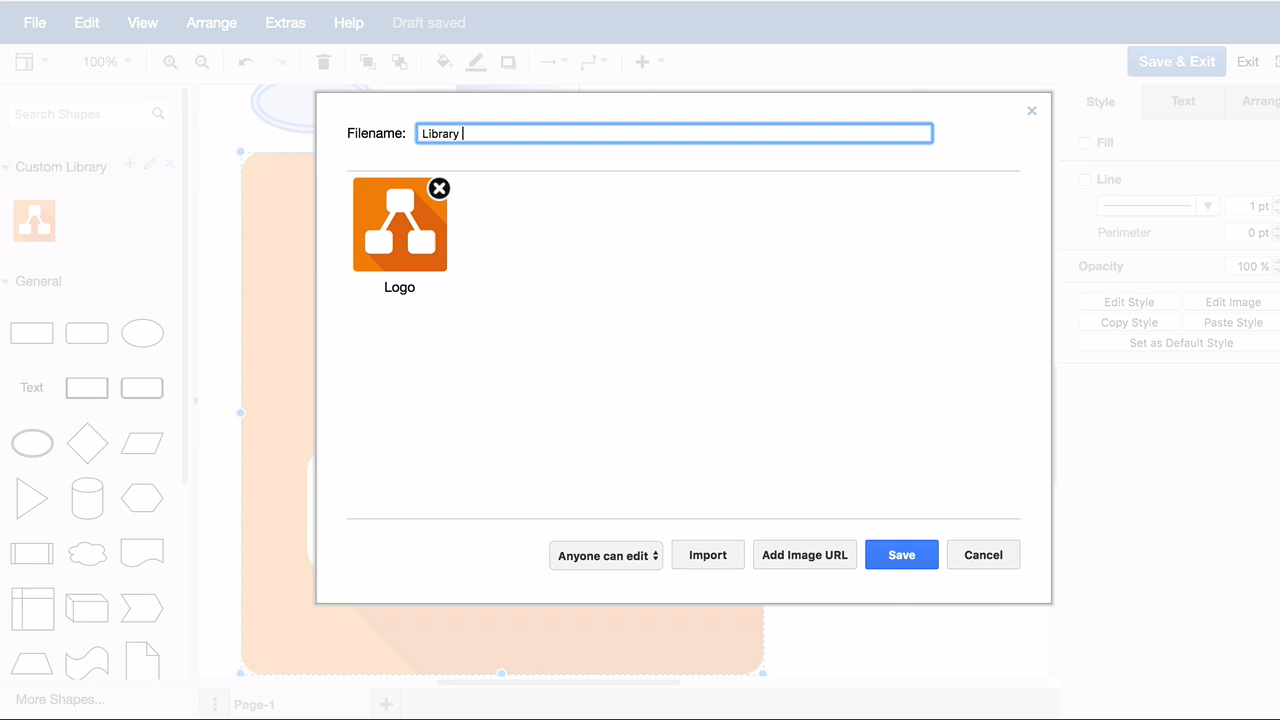 File Edit View Arrange Extras Help Draft saved
100% Save & Exit Exit
Search Shapes
Custom Library
General
Text
More Shapes...
Filename: Library
Logo
Anyone can edit Import Add Image URL Save Cancel
Page-1
Style Text Arrang
Fill
Line
1 pt
Perimeter 0 pt
Opacity 100 %
Edit Style Edit Image
Copy Style Paste Style
Set as Default Style